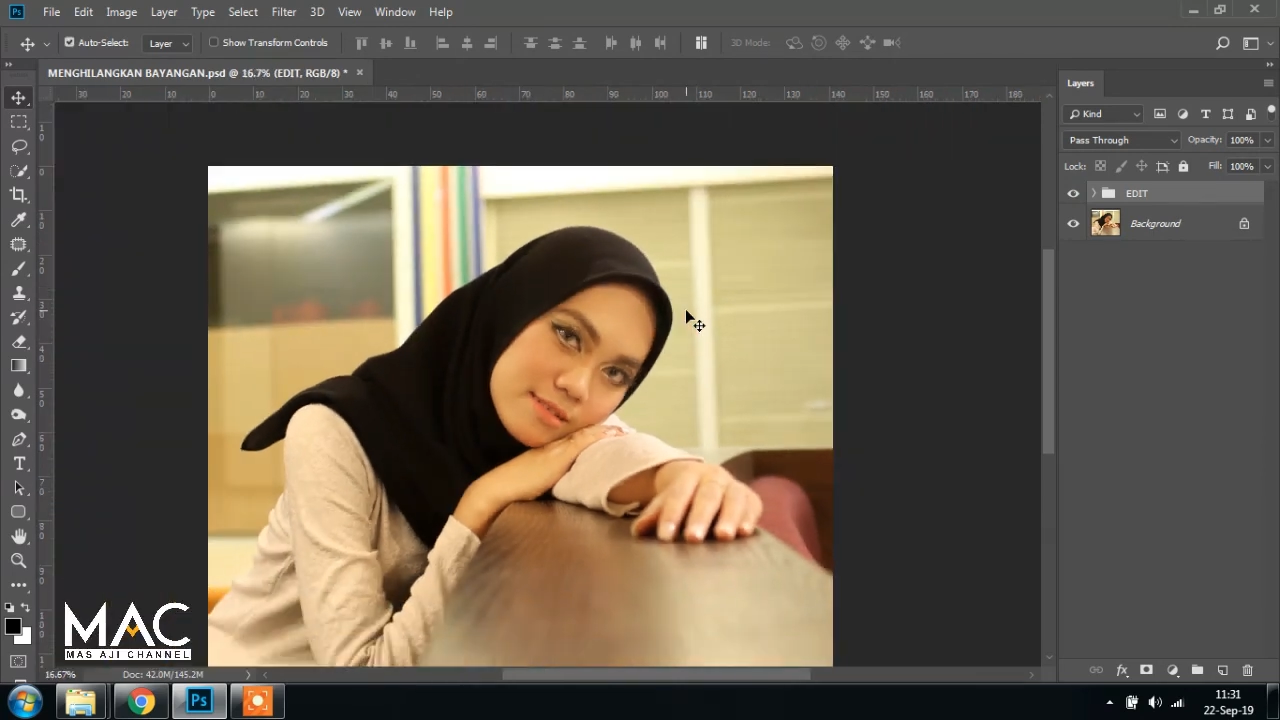 Ps File Edit Image Layer Type Select Filter 3D View Window Help
Auto-Select: Layer Show Transform Controls 3D Mode:
MENGHILANGKAN BAYANGAN.psd @ 16.7% (EDIT, RGB/8) * ×
30 20 10 0 10 20 30 40 50 60 70 80 90 100 110 120 130 140 150 160 170 180
Layers
Kind
Pass Through Opacity: 100%
Lock: Fill: 100%
EDIT
Background
MAC
MAS AJI CHANNEL
16.67% Doc: 42.0M/145.2M
Ps
11:31
22-Sep-19